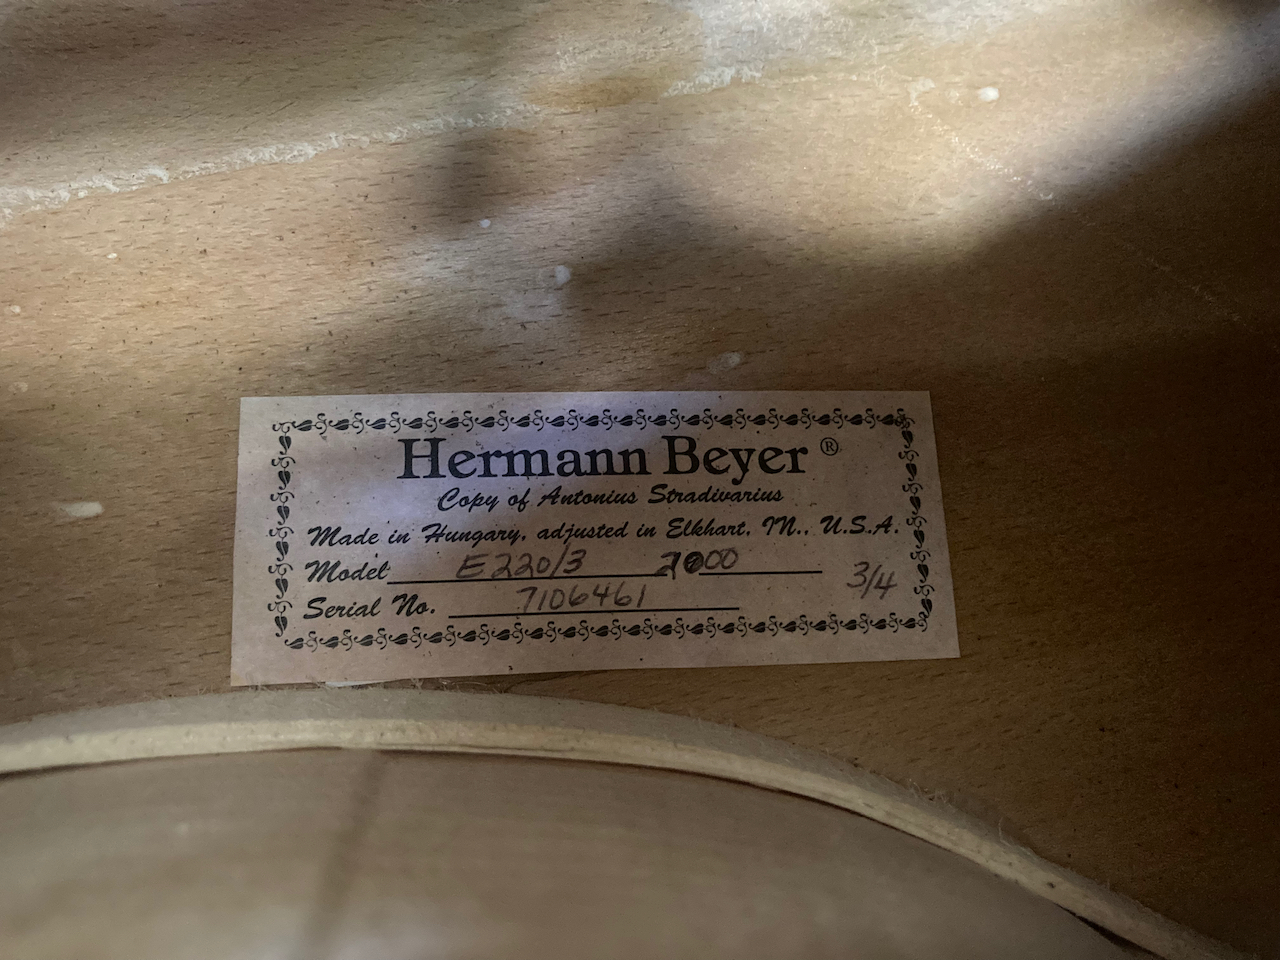 Hermann Beyer ®
Copy of Antonius Stradivarius
Made in Hungary, adjusted in Elkhart, IN., U.S.A.
Model E220/3 2000 3/4
Serial No. 7106461